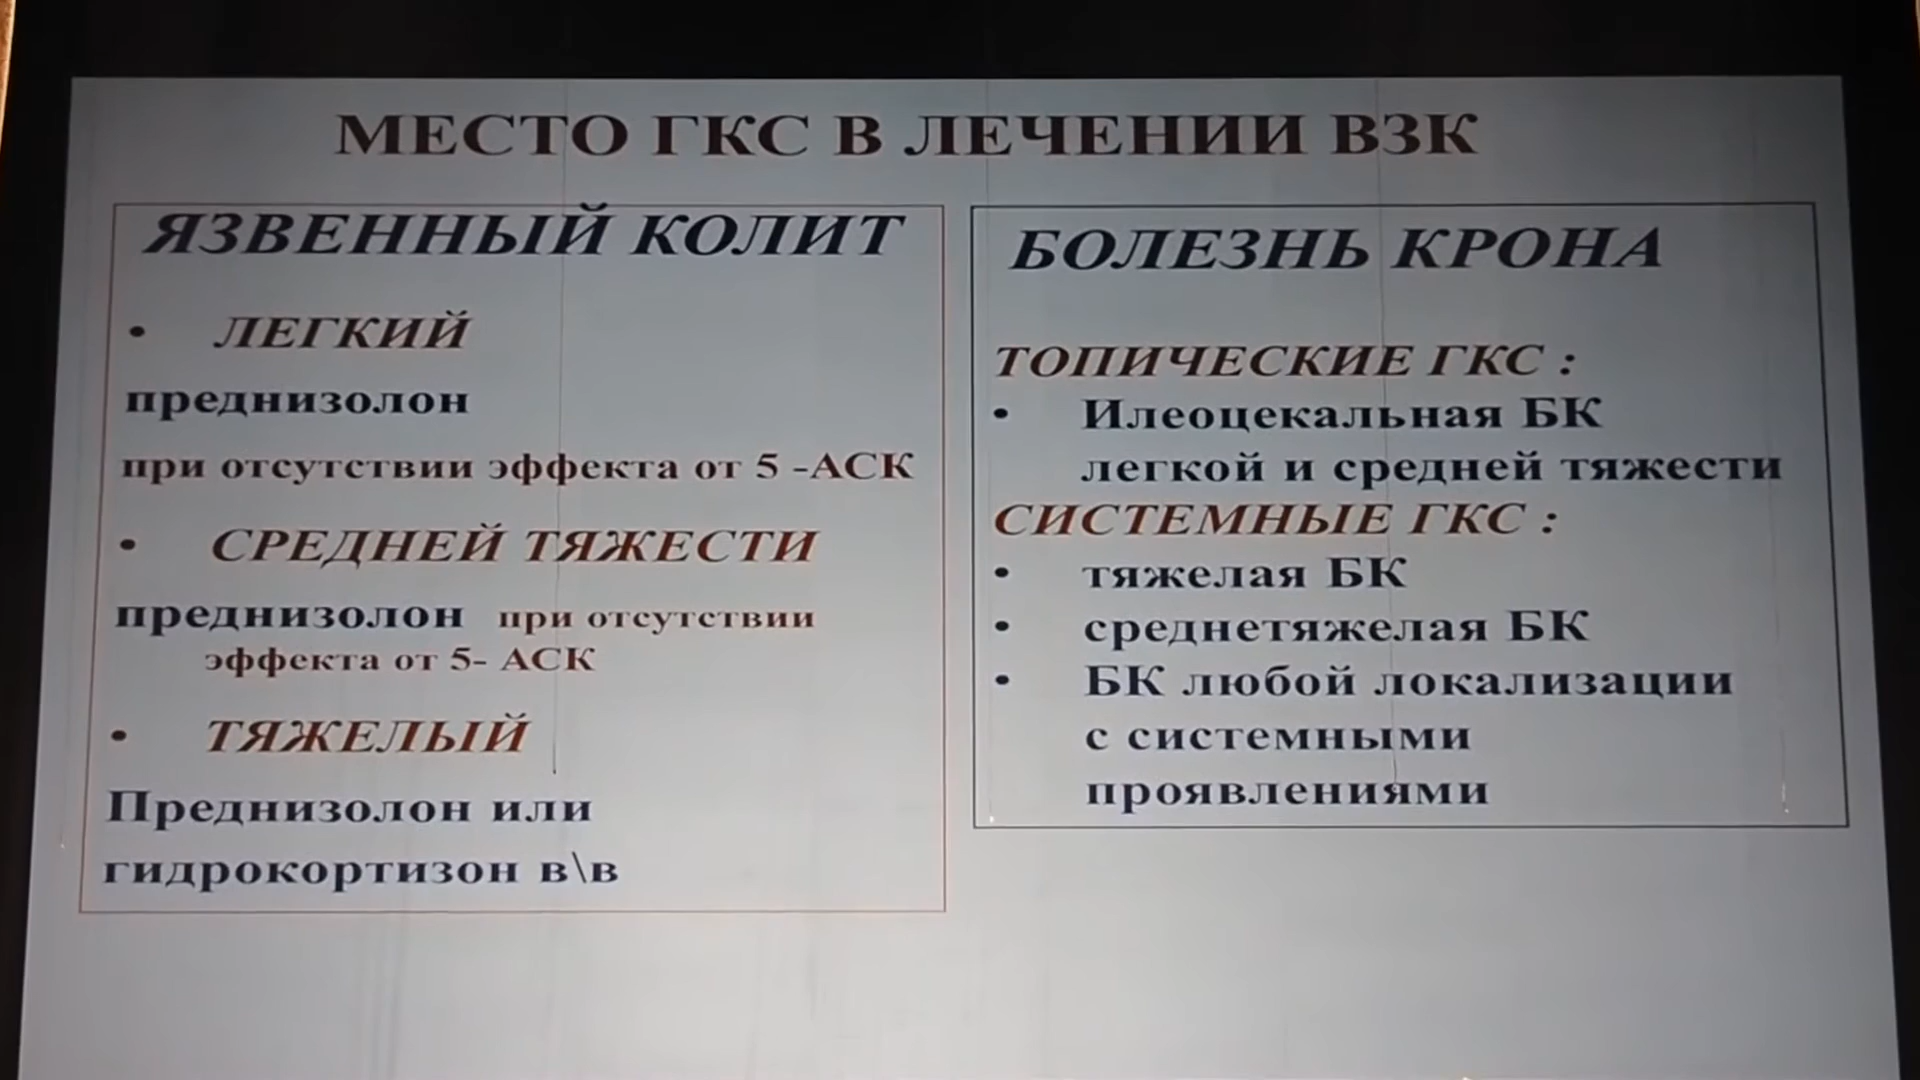 МЕСТО ГКС В ЛЕЧЕНИИ ВЗК
ЯЗВЕННЫЙ КОЛИТ
• ЛЕГКИЙ
преднизолон
при отсутствии эффекта от 5 -АСК
• СРЕДНЕЙ ТЯЖЕСТИ
преднизолон при отсутствии
эффекта от 5- АСК
• ТЯЖЕЛЫЙ
Преднизолон или
гидрокортизон в\в
БОЛЕЗНЬ КРОНА
ТОПИЧЕСКИЕ ГКС :
• Илеоцекальная БК
легкой и средней тяжести
СИСТЕМНЫЕ ГКС :
• тяжелая БК
• среднетяжелая БК
• БК любой локализации
с системными
проявлениями